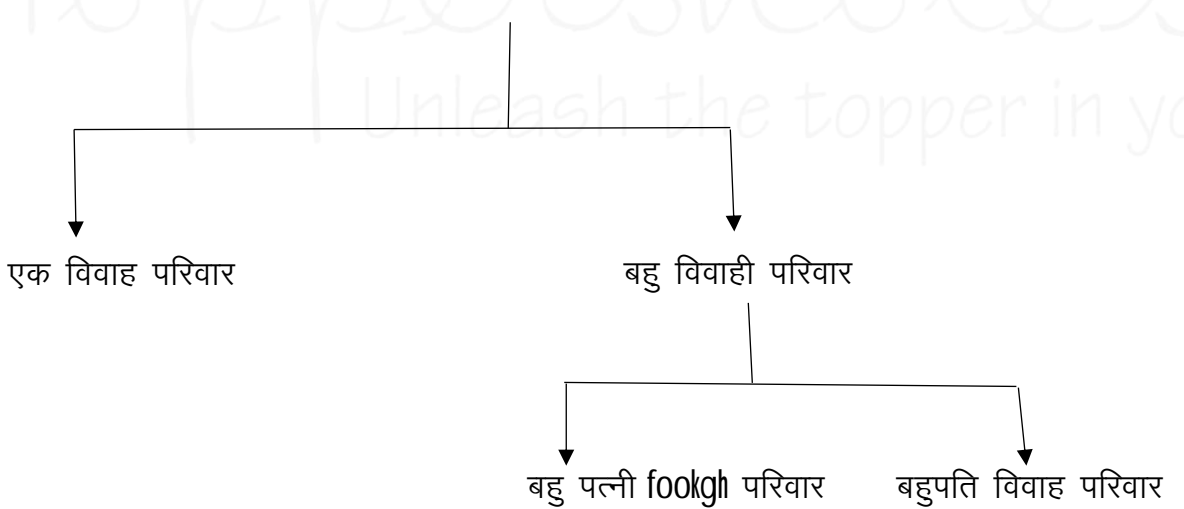 Unleash the topper in yo
एक विवाह परिवार
बहु विवाही परिवार
बहु पत्नी fookgh परिवार
बहुपति विवाह परिवार